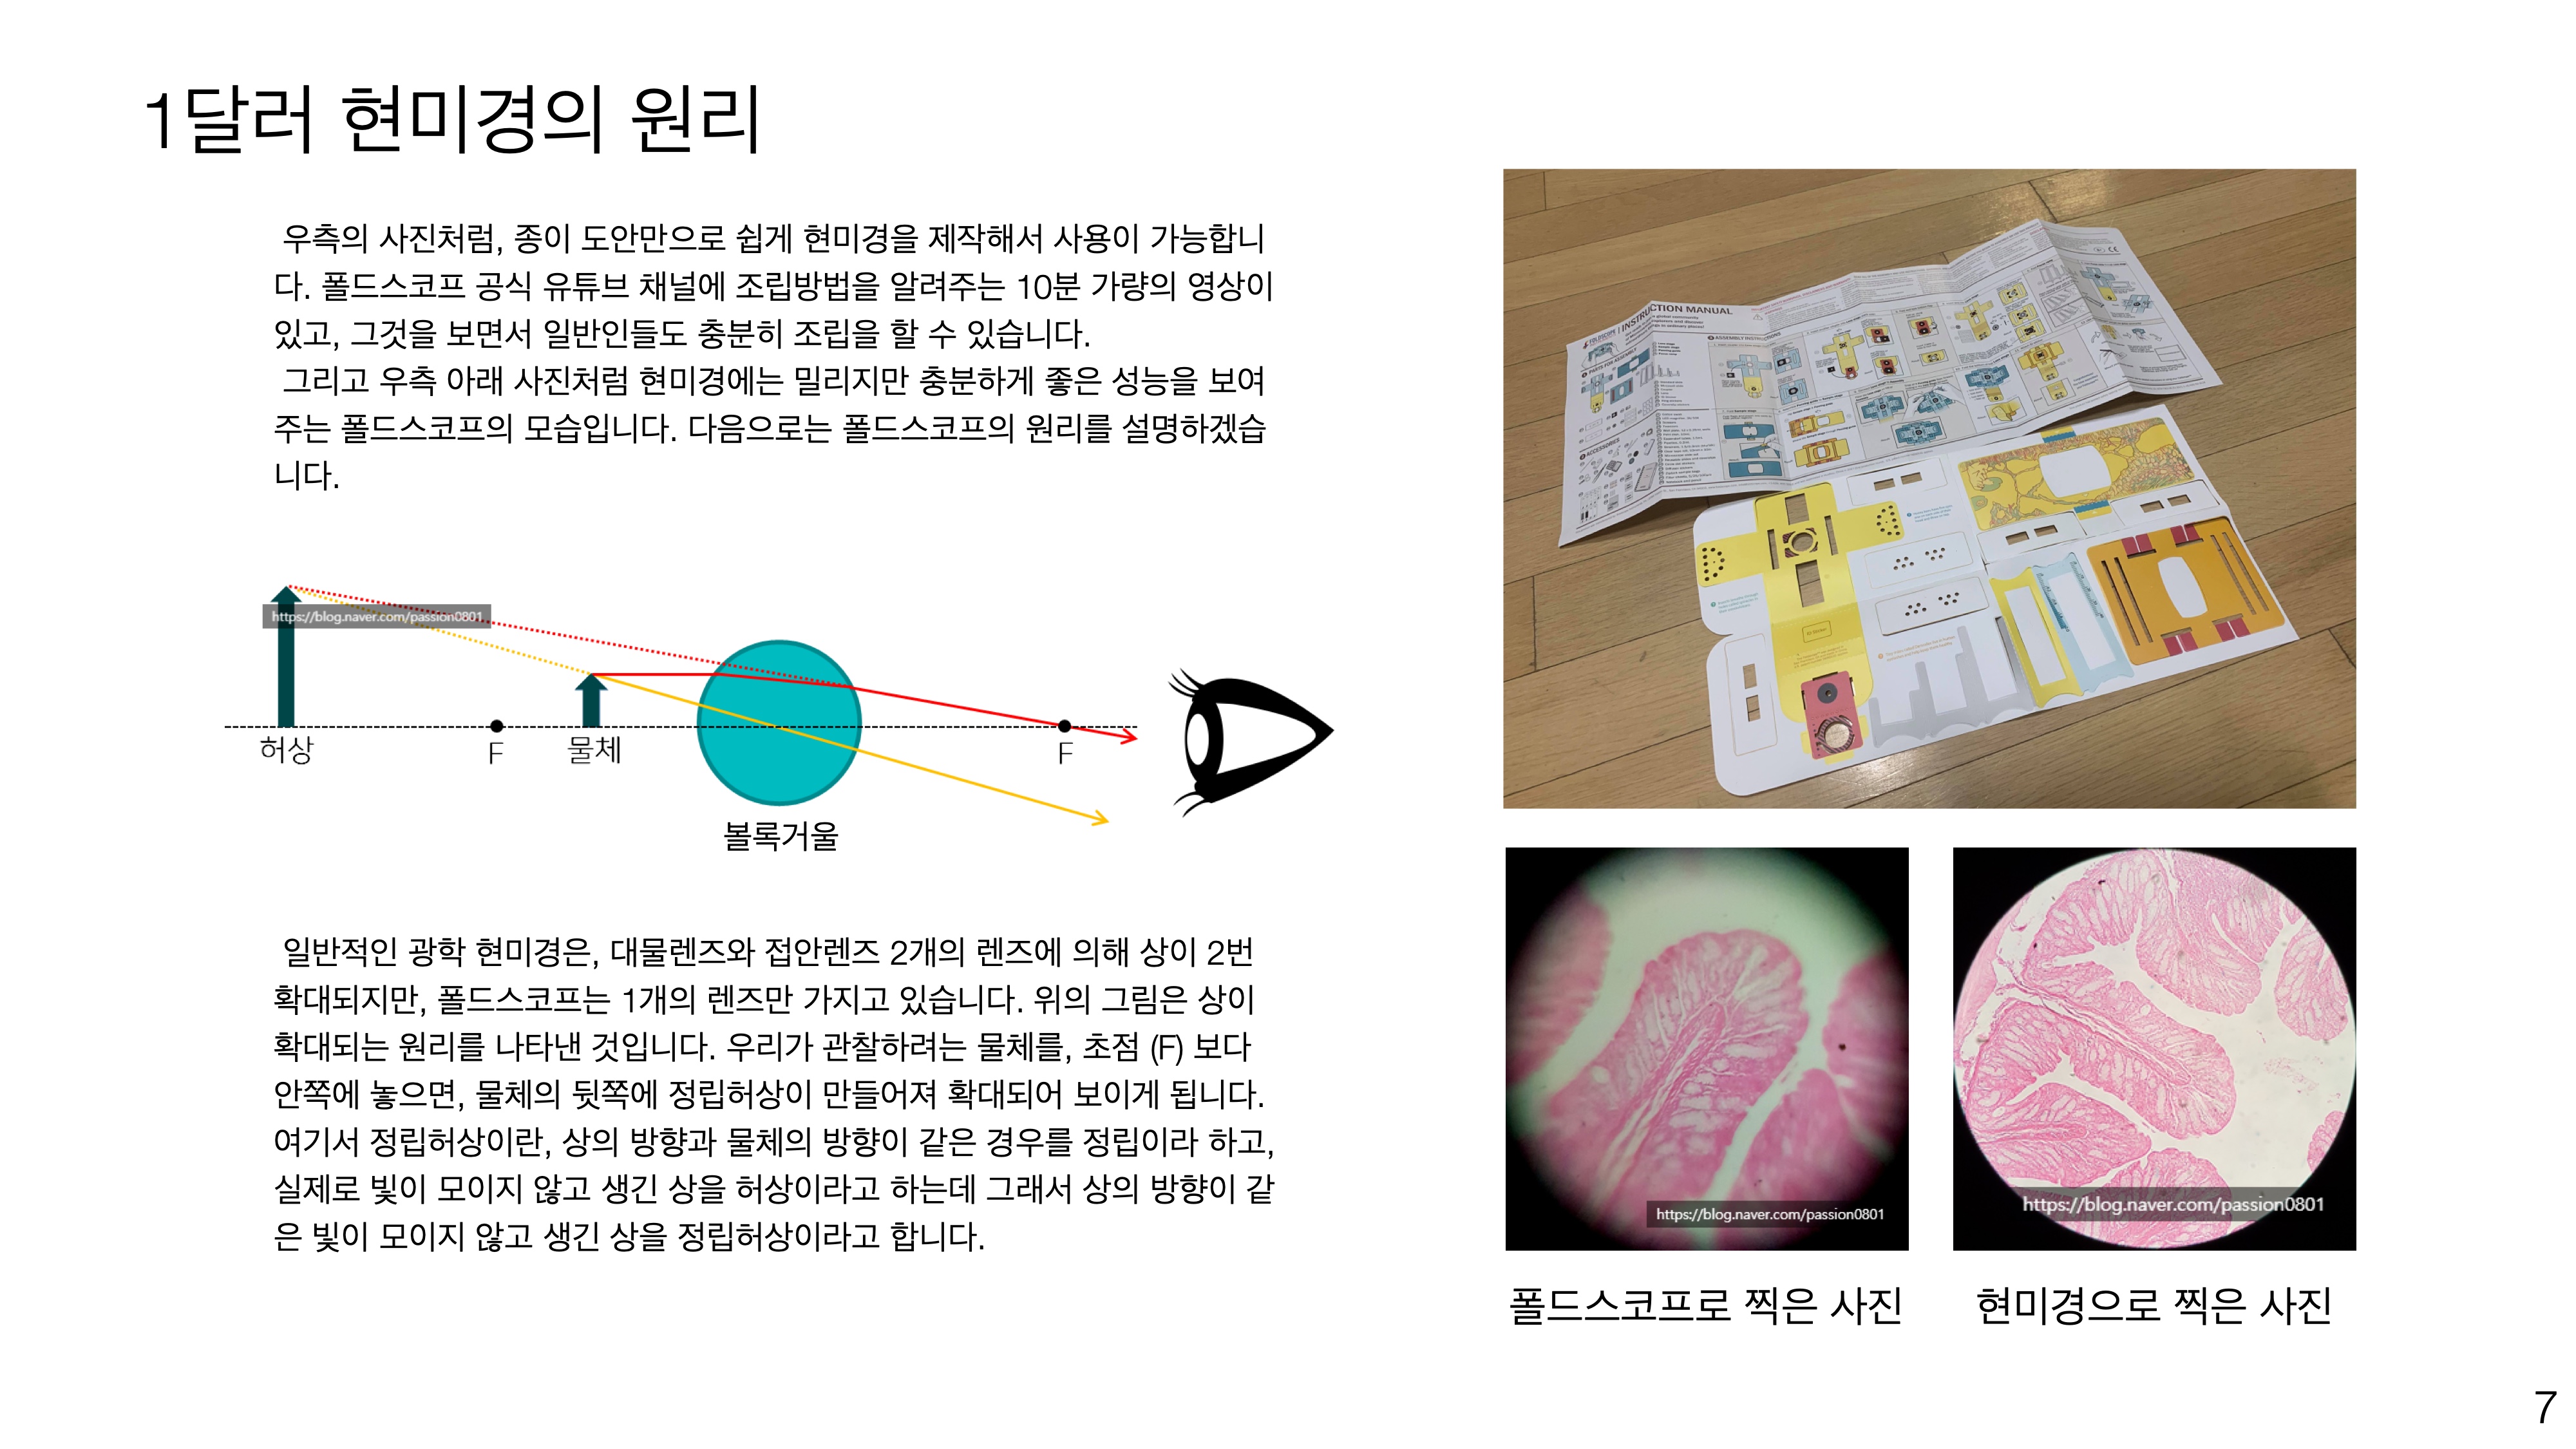 1달러 현미경의 원리
우측의 사진처럼, 종이 도안만으로 쉽게 현미경을 제작해서 사용이 가능합니
다. 폴드스코프 공식 유튜브 채널에 조립방법을 알려주는 10분 가량의 영상이
있고, 그것을 보면서 일반인들도 충분히 조립을 할 수 있습니다.
그리고 우측 아래 사진처럼 현미경에는 밀리지만 충분하게 좋은 성능을 보여
주는 폴드스코프의 모습입니다. 다음으로는 폴드스코프의 원리를 설명하겠습
니다.
https://blog.naver.com/passion0801
허상
F
물체
F
볼록거울
일반적인 광학 현미경은, 대물렌즈와 접안렌즈 2개의 렌즈에 의해 상이 2번
확대되지만, 폴드스코프는 1개의 렌즈만 가지고 있습니다. 위의 그림은 상이
확대되는 원리를 나타낸 것입니다. 우리가 관찰하려는 물체를, 초점 (F) 보다
안쪽에 놓으면, 물체의 뒷쪽에 정립허상이 만들어져 확대되어 보이게 됩니다.
여기서 정립허상이란, 상의 방향과 물체의 방향이 같은 경우를 정립이라 하고,
실제로 빛이 모이지 않고 생긴 상을 허상이라고 하는데 그래서 상의 방향이 같
은 빛이 모이지 않고 생긴 상을 정립허상이라고 합니다.
FOLDSCOPE | INSTRUCTION MANUAL
PARTS FOR ASSEMBLY
ASSEMBLY INSTRUCTIONS
ACCESSORIES
https://blog.naver.com/passion0801
https://blog.naver.com/passion0801
폴드스코프로 찍은 사진
현미경으로 찍은 사진
7